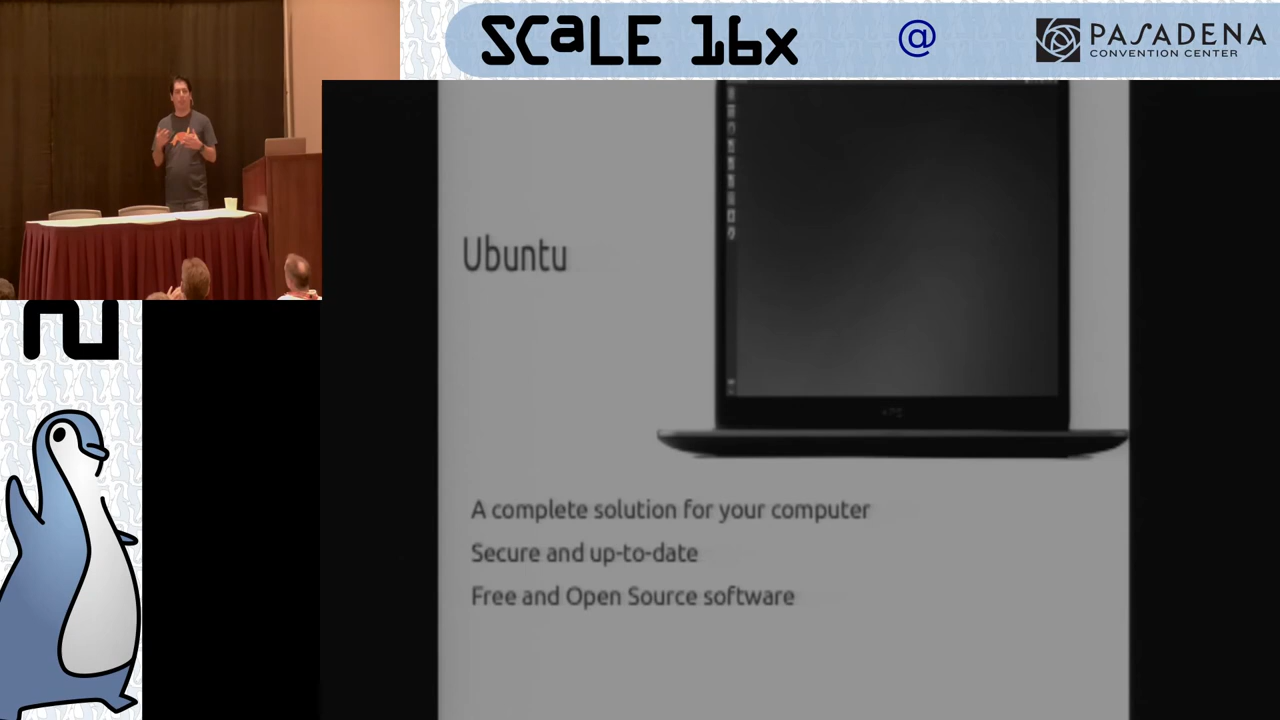 SCaLE 16x
@
PASADENA
CONVENTION CENTER
Ubuntu
XPS
A complete solution for your computer
Secure and up-to-date
Free and Open Source software